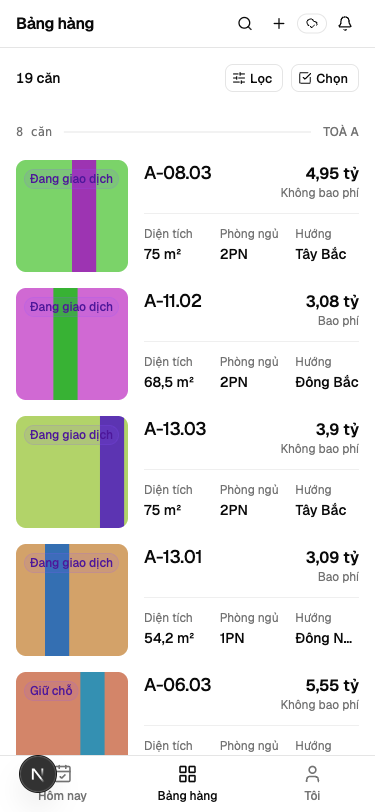 Bảng hàng
19 căn
Lọc
Chọn
8 căn
TOÀ A
Đang giao dịch
A-08.03
4,95 tỷ
Không bao phí
Diện tích
Phòng ngủ
Hướng
75 m²
2PN
Tây Bắc
Đang giao dịch
A-11.02
3,08 tỷ
Bao phí
Diện tích
Phòng ngủ
Hướng
68,5 m²
2PN
Đông Bắc
Đang giao dịch
A-13.03
3,9 tỷ
Không bao phí
Diện tích
Phòng ngủ
Hướng
75 m²
2PN
Tây Bắc
Đang giao dịch
A-13.01
3,09 tỷ
Bao phí
Diện tích
Phòng ngủ
Hướng
54,2 m²
1PN
Đông N...
Giữ chỗ
A-06.03
5,55 tỷ
Không bao phí
Diện tích
Phòng ngủ
Hướng
N
Hôm nay
Bảng hàng
Tôi